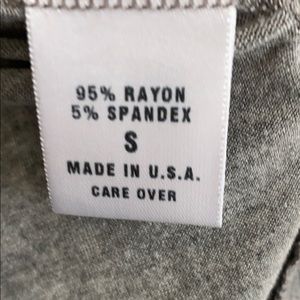 95% RAYON
5% SPANDEX
S
MADE IN U.S.A.
CARE OVER